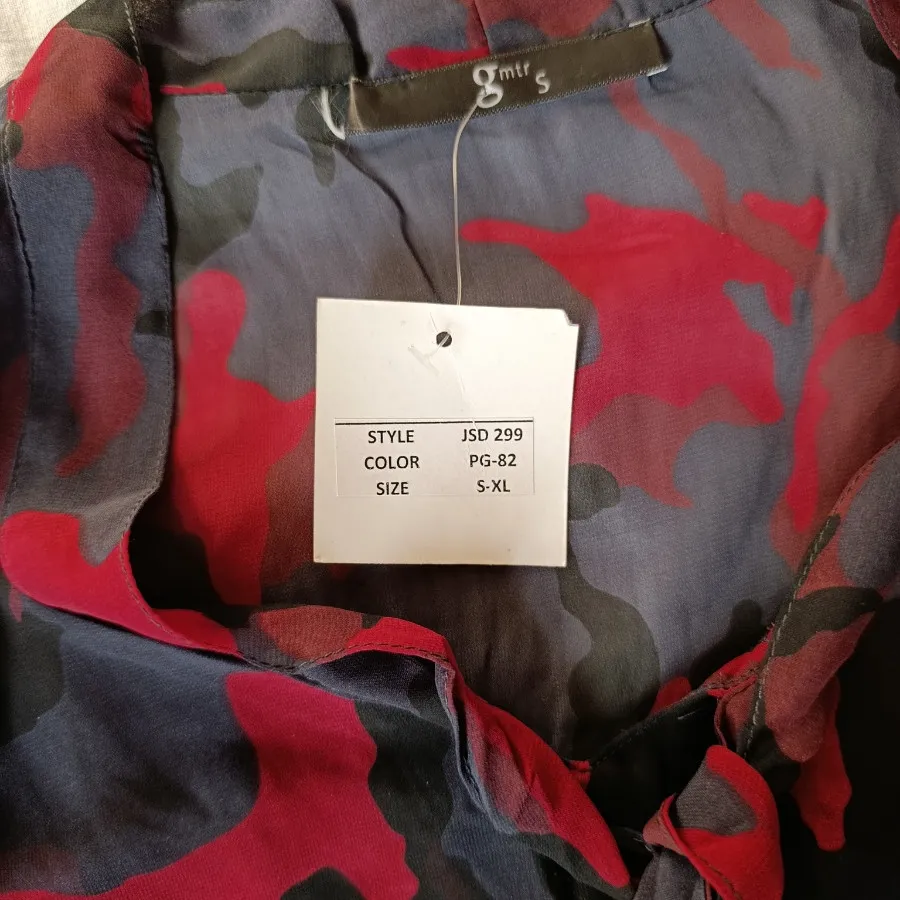 gmtr S
STYLE JSD 299
COLOR PG-82
SIZE S-XL